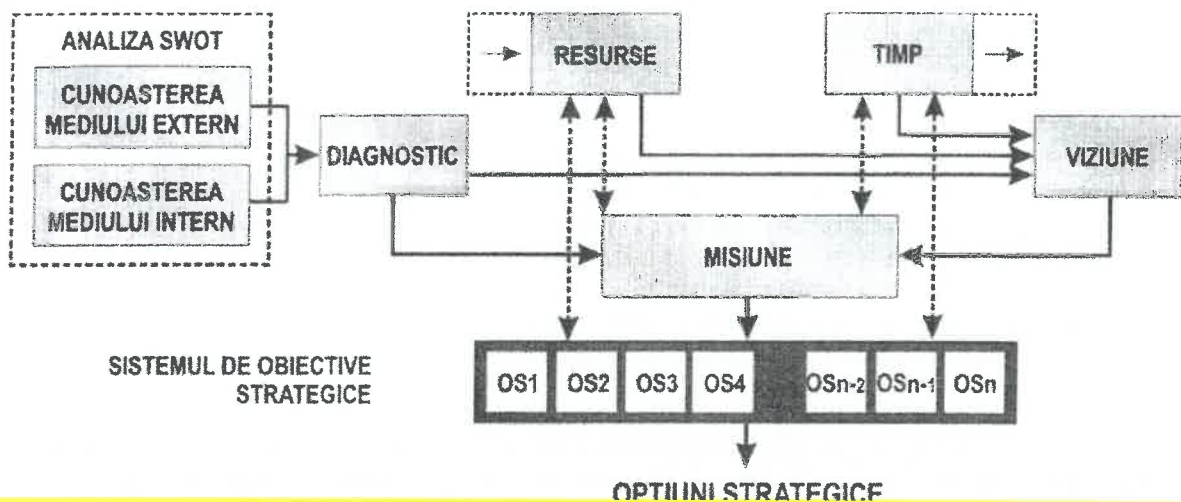 ANALIZA SWOT
CUNOASTEREA
MEDIULUI EXTERN
CUNOASTEREA
MEDIULUI INTERN
DIAGNOSTIC
RESURSE
TIMP
VIZIUNE
MISIUNE
SISTEMUL DE OBIECTIVE
STRATEGICE
OS1 OS2 OS3 OS4 OSn-2 OSn-1 OSn
OPTIUNI STRATEGICE